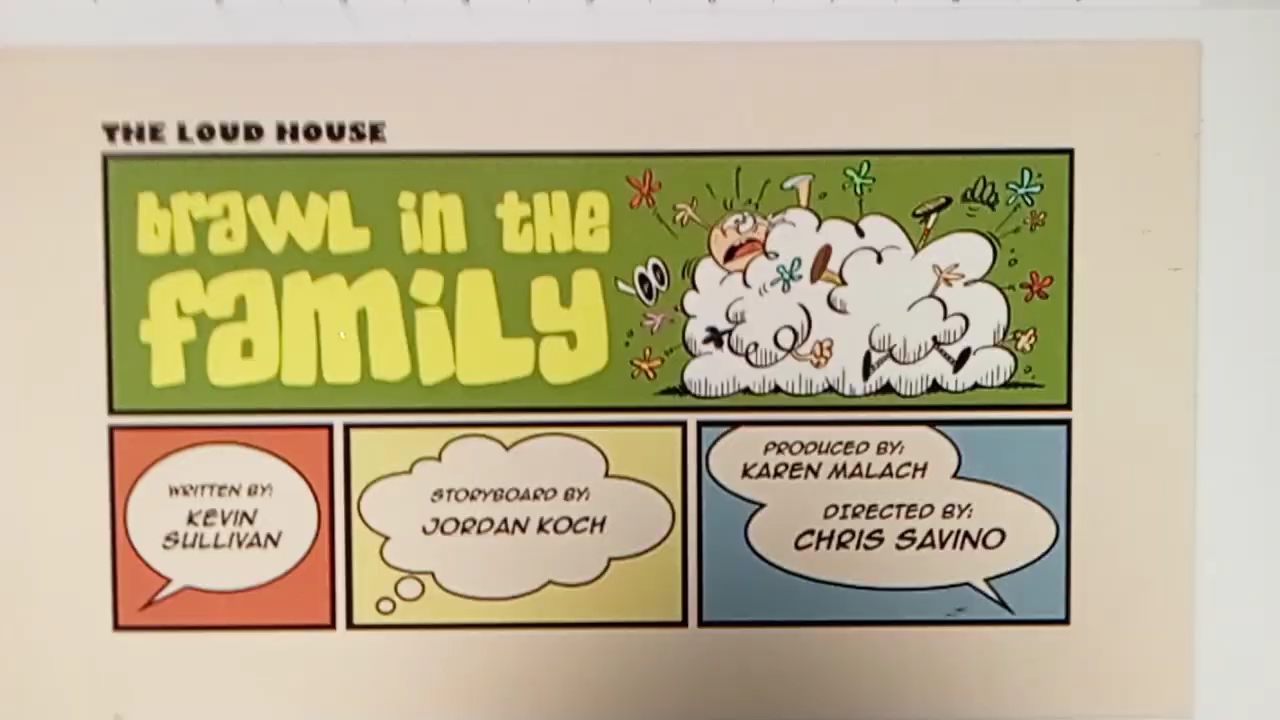 THE LOUD HOUSE
brawl in the
family
WRITTEN BY:
KEVIN
SULLIVAN
STORYBOARD BY:
JORDAN KOCH
PRODUCED BY:
KAREN MALACH
DIRECTED BY:
CHRIS SAVINO